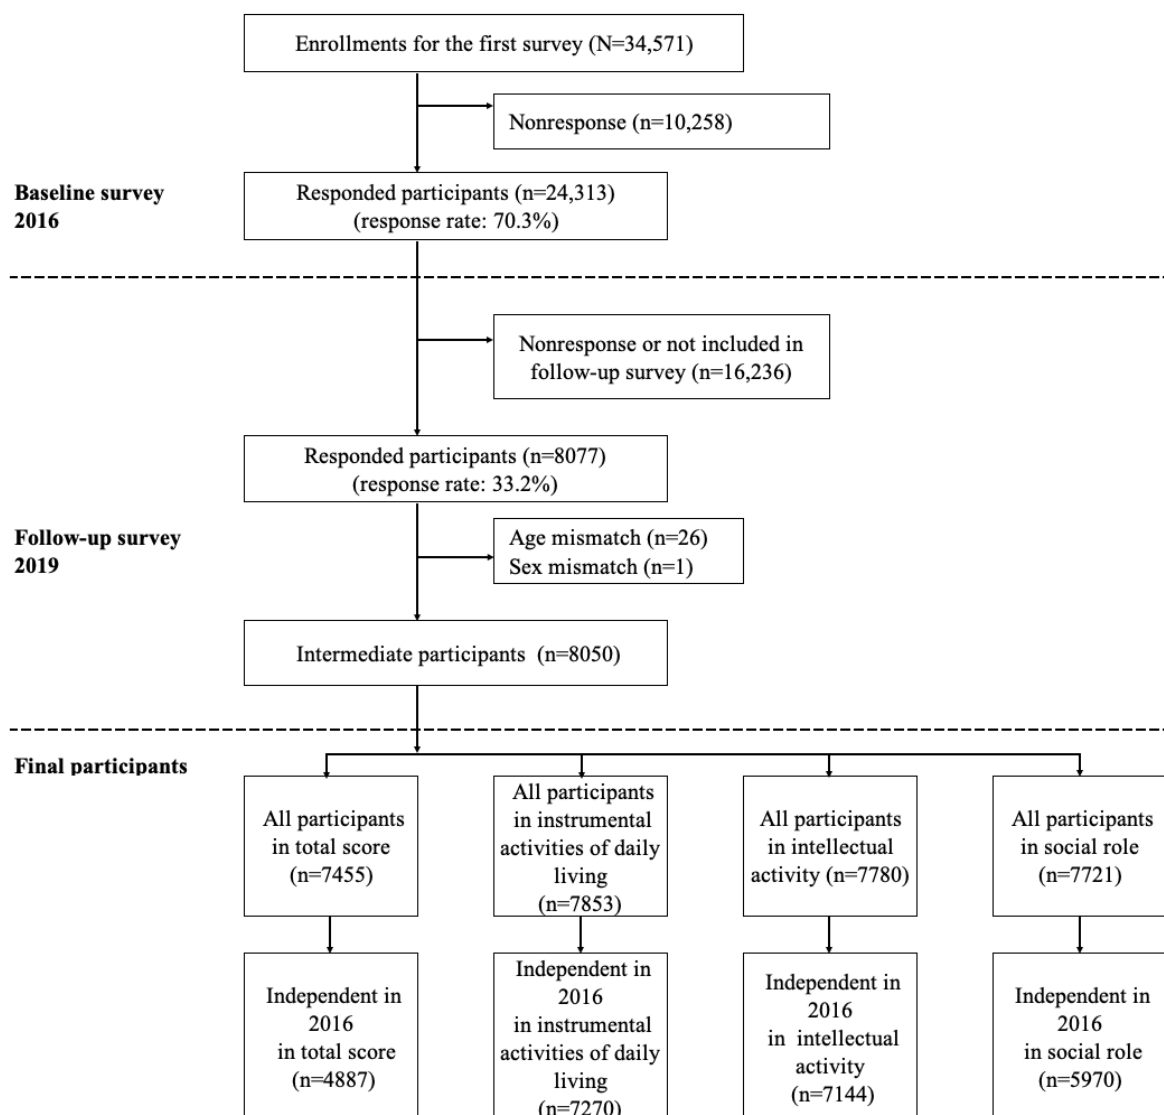 Enrollments for the first survey (N=34,571)
Nonresponse (n=10,258)
Baseline survey
2016
Responded participants (n=24,313)
(response rate: 70.3%)
Nonresponse or not included in
follow-up survey (n=16,236)
Responded participants (n=8077)
(response rate: 33.2%)
Follow-up survey
2019
Age mismatch (n=26)
Sex mismatch (n=1)
Intermediate participants (n=8050)
Final participants
All participants
in total score
(n=7455)
All participants
in instrumental
activities of daily
living
(n=7853)
All participants
in intellectual
activity (n=7780)
All participants
in social role
(n=7721)
Independent in
2016
in total score
(n=4887)
Independent in
2016
in instrumental
activities of daily
living
(n=7270)
Independent in
2016
in intellectual
activity
(n=7144)
Independent in
2016
in social role
(n=5970)